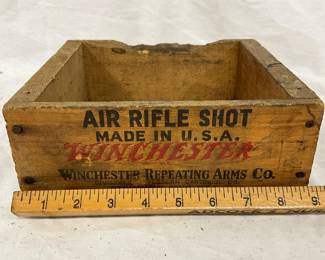 AIR RIFLE SHOT
MADE IN U.S.A.
WINCHESTER
WINCHESTER REPEATING ARMS CO.
1 2 3 4 5 6 7 8 9